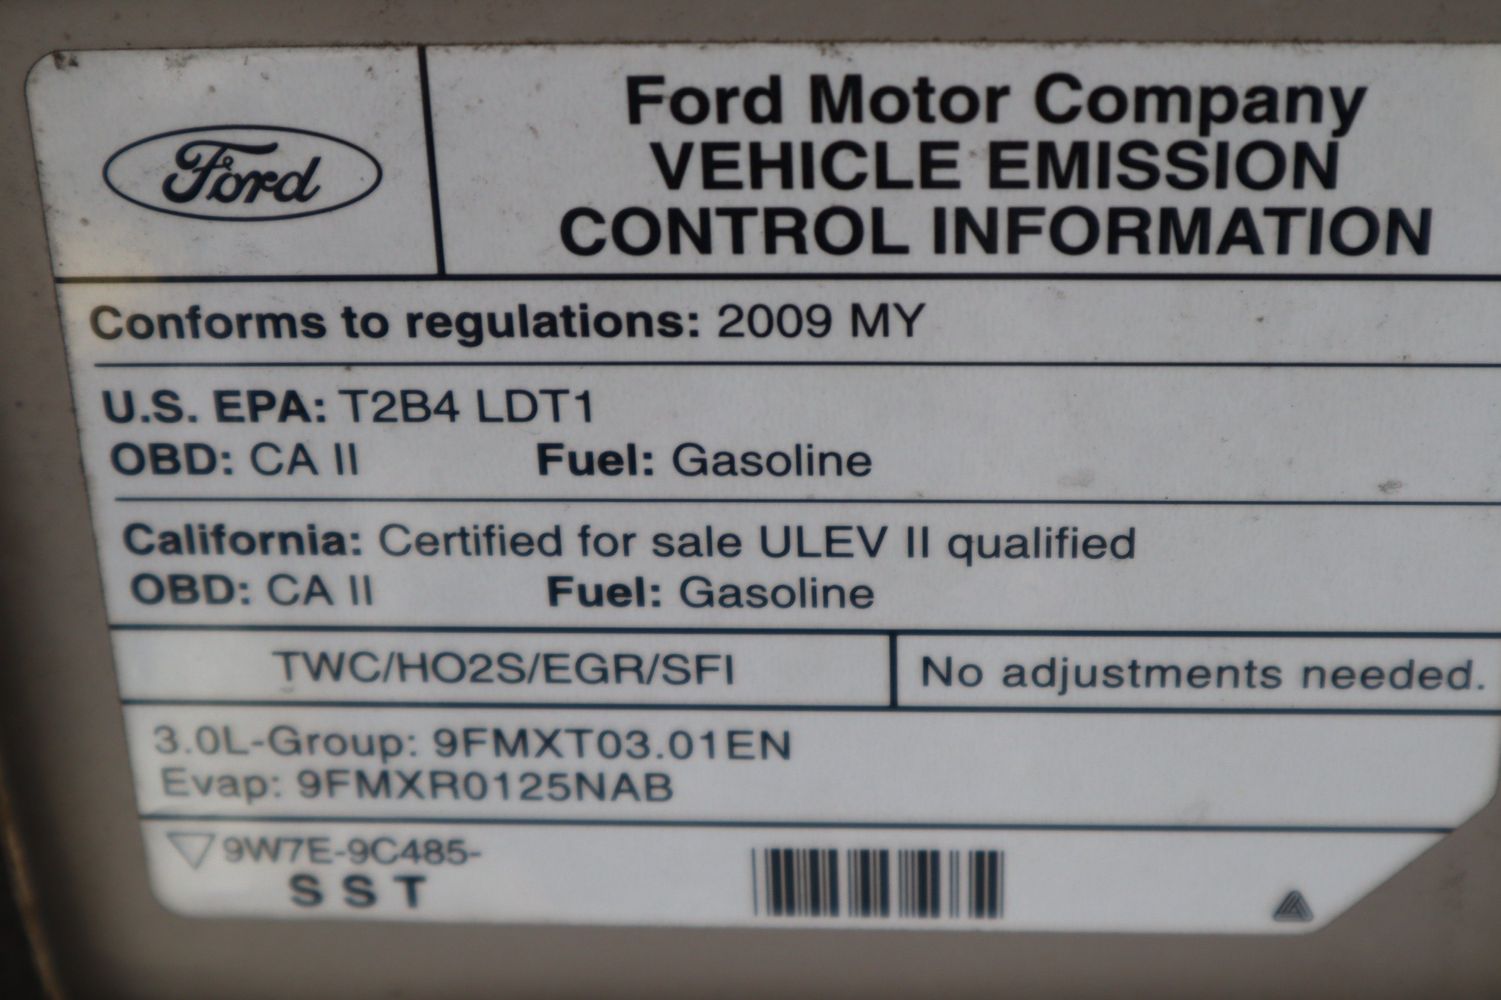 Ford
Ford Motor Company
VEHICLE EMISSION
CONTROL INFORMATION
Conforms to regulations: 2009 MY
U.S. EPA: T2B4 LDT1
OBD: CA II Fuel: Gasoline
California: Certified for sale ULEV II qualified
OBD: CA II Fuel: Gasoline
TWC/HO2S/EGR/SFI
No adjustments needed.
3.0L-Group: 9FMXT03.01EN
Evap: 9FMXR0125NAB
9W7E-9C485-
SST